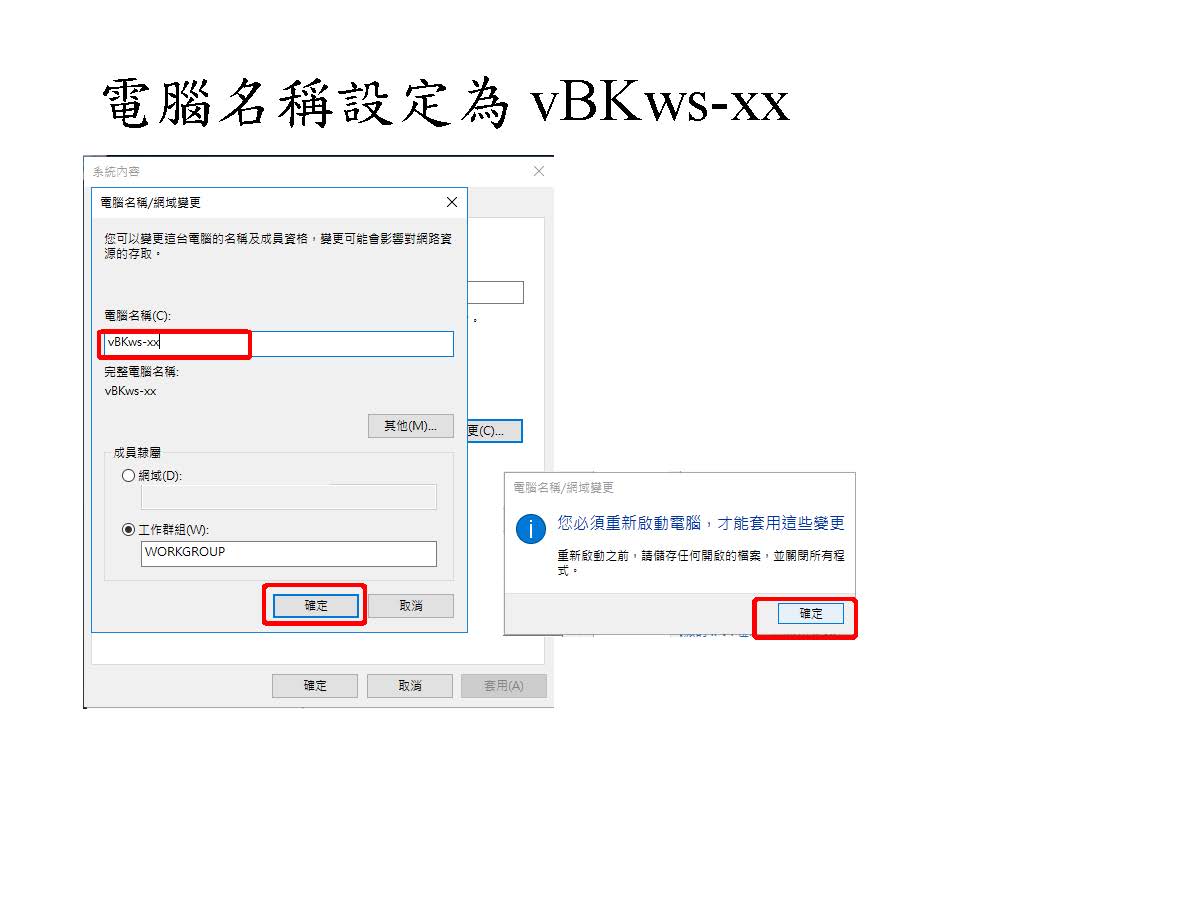 電腦名稱設定為 vBKws-xx
系統內容
電腦名稱/網域變更
您可以變更這台電腦的名稱及成員資格，變更可能會影響對網路資
源的存取。
電腦名稱(C):
vBKws-xx
完整電腦名稱:
vBKws-xx
其他(M)...
更(C)...
成員隸屬
網域(D):
工作群組(W):
WORKGROUP
確定
取消
確定
取消
套用(A)
電腦名稱/網域變更
您必須重新啟動電腦，才能套用這些變更
重新啟動之前，請儲存任何開啟的檔案，並關閉所有程
式。
確定